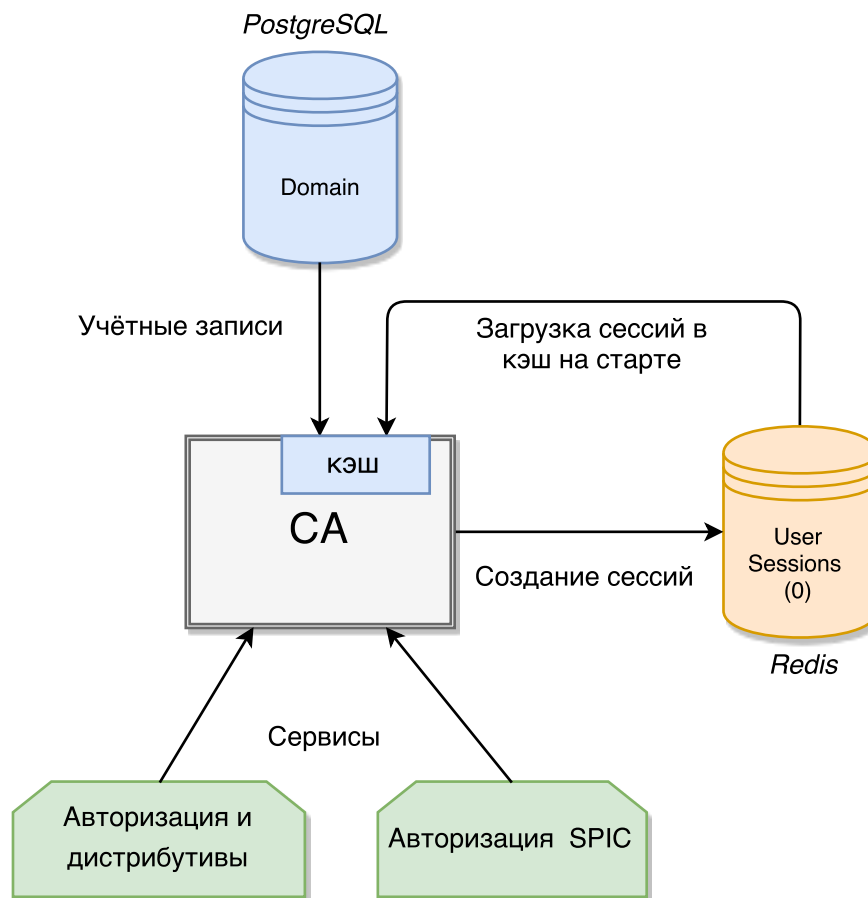 PostgreSQL
Domain
Учётные записи
Загрузка сессий в
кэш на старте
кэш
СА
User
Sessions
(0)
Создание сессий
Redis
Сервисы
Авторизация и
дистрибутивы
Авторизация SPIC